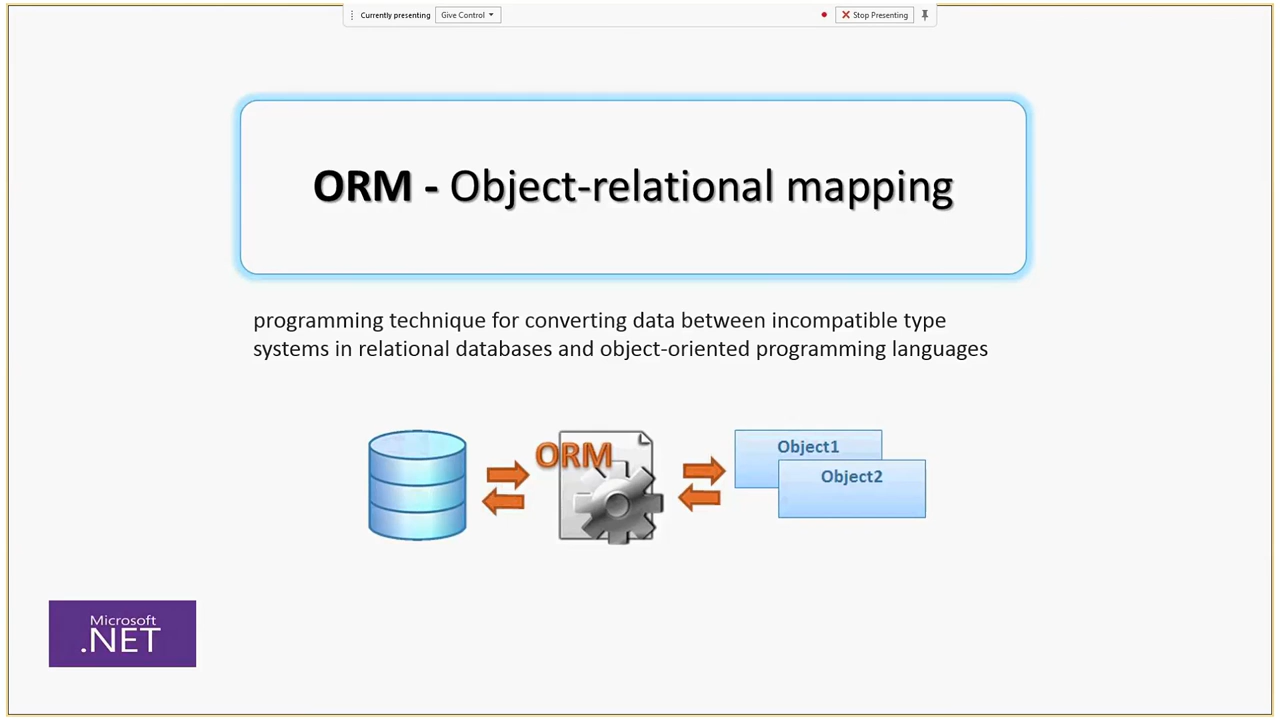 Currently presenting
Give Control
Stop Presenting
ORM - Object-relational mapping
programming technique for converting data between incompatible type
systems in relational databases and object-oriented programming languages
ORM
Object1
Object2
Microsoft
.NET